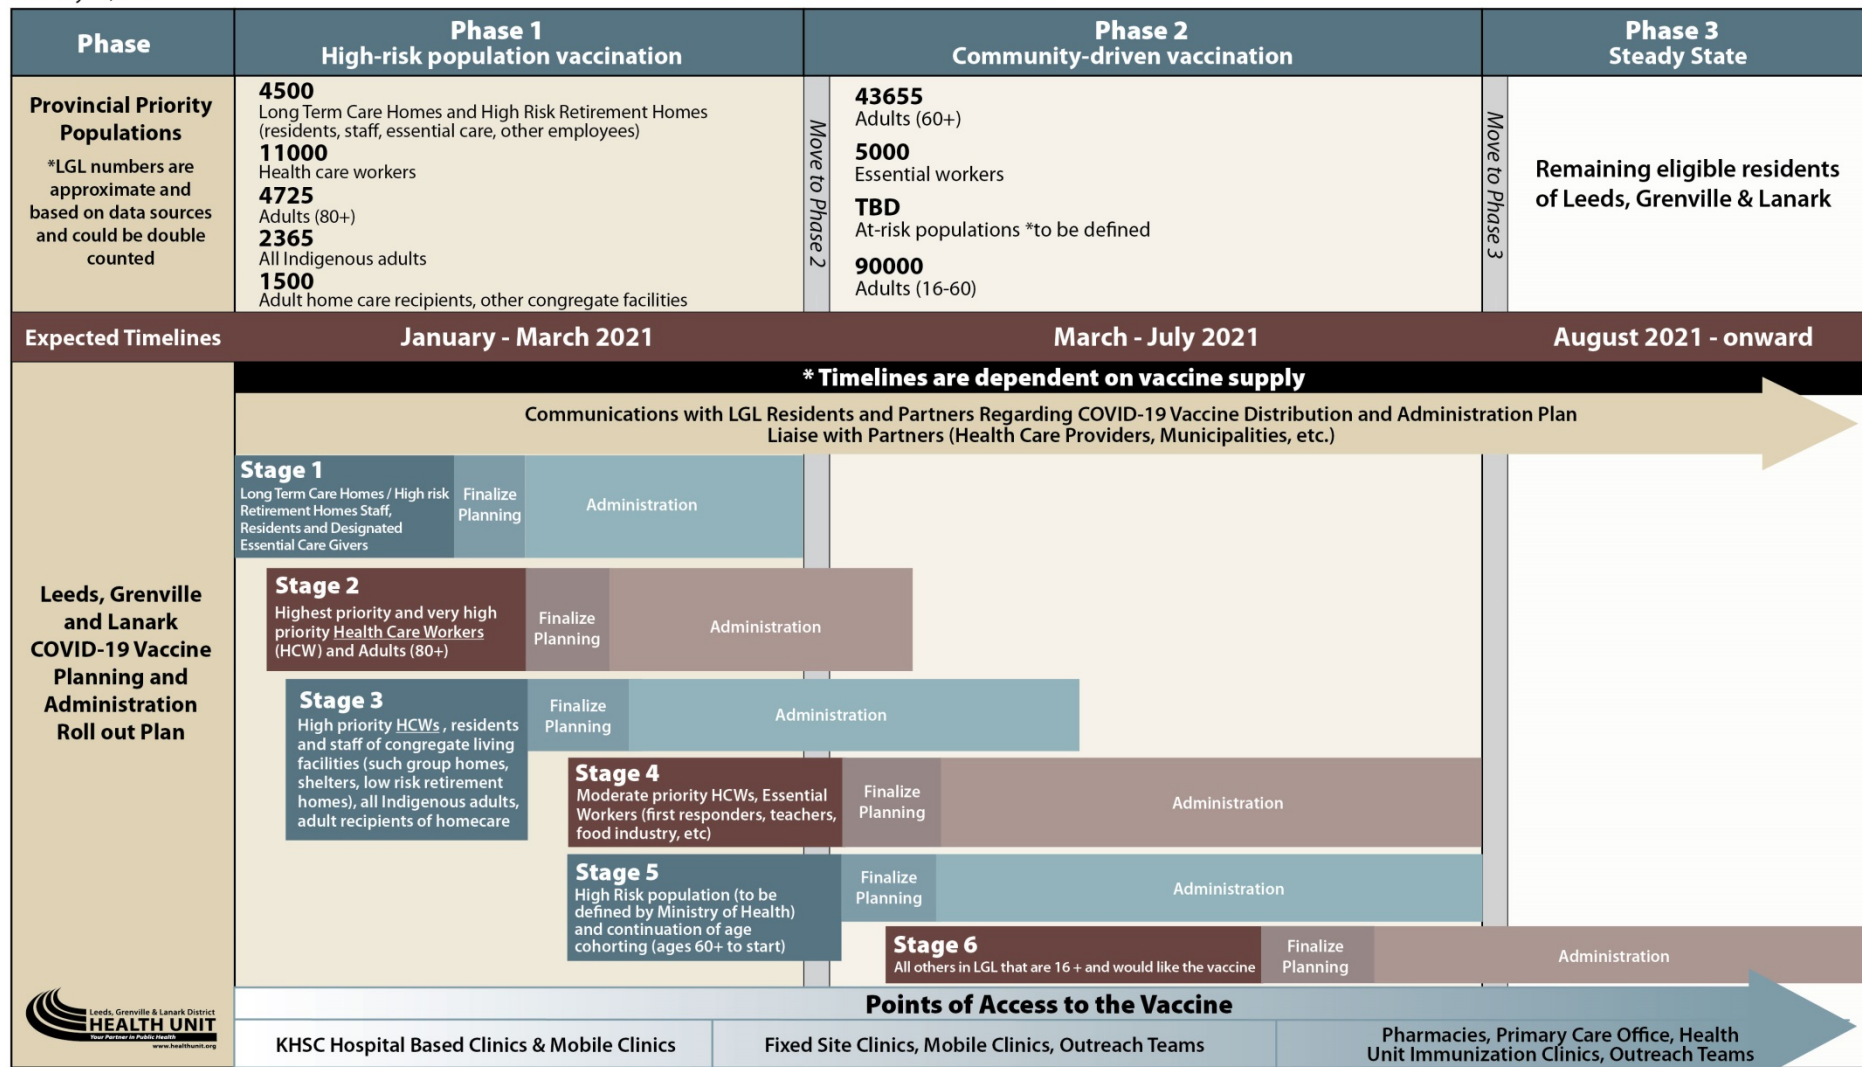 Phase
Phase 1
High-risk population vaccination
Phase 2
Community-driven vaccination
Phase 3
Steady State
Provincial Priority
Populations
*LGL numbers are
approximate and
based on data sources
and could be double
counted
4500
Long Term Care Homes and High Risk Retirement Homes
(residents, staff, essential care, other employees)
11000
Health care workers
4725
Adults (80+)
2365
All Indigenous adults
1500
Adult home care recipients, other congregate facilities
Move to Phase 2
43655
Adults (60+)
5000
Essential workers
TBD
At-risk populations *to be defined
90000
Adults (16-60)
Move to Phase 3
Remaining eligible residents
of Leeds, Grenville & Lanark
Expected Timelines
January - March 2021
March - July 2021
August 2021 - onward
* Timelines are dependent on vaccine supply
Communications with LGL Residents and Partners Regarding COVID-19 Vaccine Distribution and Administration Plan
Liaise with Partners (Health Care Providers, Municipalities, etc.)
Leeds, Grenville
and Lanark
COVID-19 Vaccine
Planning and
Administration
Roll out Plan
Stage 1
Long Term Care Homes / High risk
Retirement Homes Staff,
Residents and Designated
Essential Care Givers
Finalize
Planning
Administration
Stage 2
Highest priority and very high
priority Health Care Workers
(HCW) and Adults (80+)
Finalize
Planning
Administration
Stage 3
High priority HCWs , residents
and staff of congregate living
facilities (such group homes,
shelters, low risk retirement
homes), all Indigenous adults,
adult recipients of homecare
Finalize
Planning
Administration
Stage 4
Moderate priority HCWs, Essential
Workers (first responders, teachers,
food industry, etc)
Finalize
Planning
Administration
Stage 5
High Risk population (to be
defined by Ministry of Health)
and continuation of age
cohorting (ages 60+ to start)
Finalize
Planning
Administration
Stage 6
All others in LGL that are 16 + and would like the vaccine
Finalize
Planning
Administration
Leeds, Grenville & Lanark District
HEALTH UNIT
Your Partner in Public Health
www.healthunit.org
Points of Access to the Vaccine
KHSC Hospital Based Clinics & Mobile Clinics
Fixed Site Clinics, Mobile Clinics, Outreach Teams
Pharmacies, Primary Care Office, Health
Unit Immunization Clinics, Outreach Teams